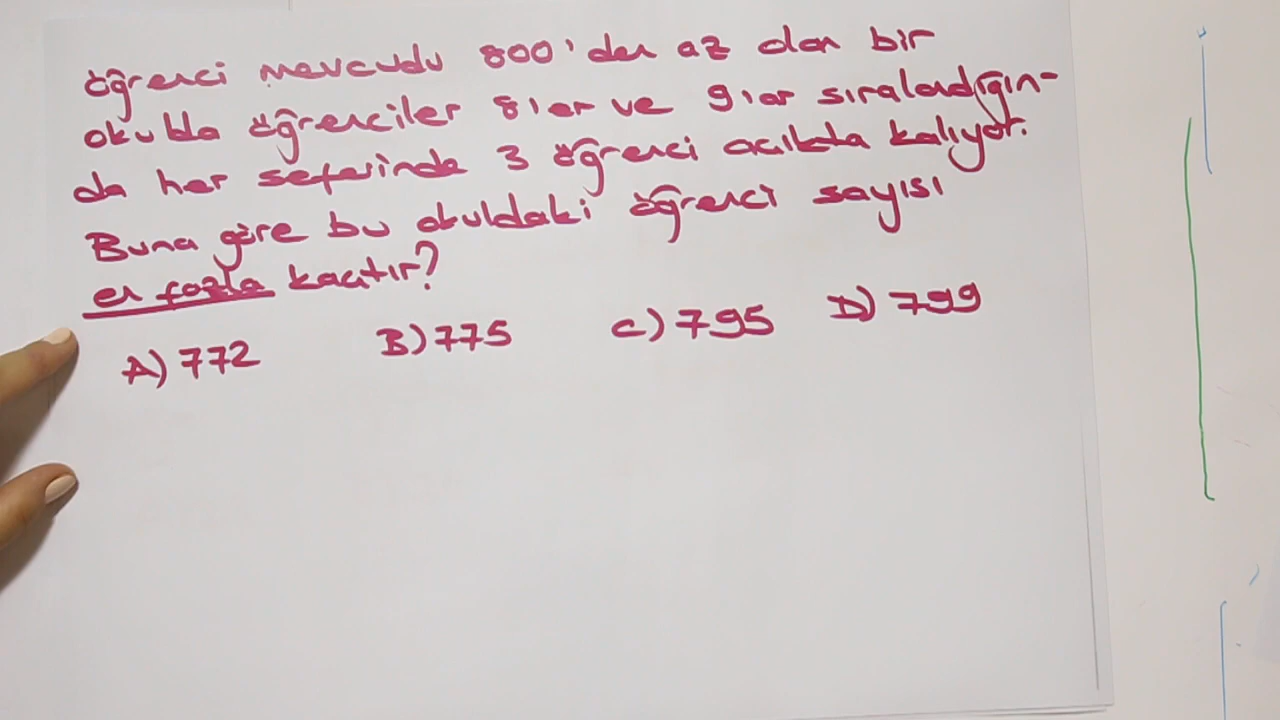 öğrenci mevcudu 800'den az olan bir
okulda öğrenciler 8'er ve 9'ar sıralandığın-
da her seferinde 3 öğrenci açıkta kalıyor.
Buna göre bu okuldaki öğrenci sayısı
en fazla kaçtır?
A) 772 B) 775 C) 795 D) 799